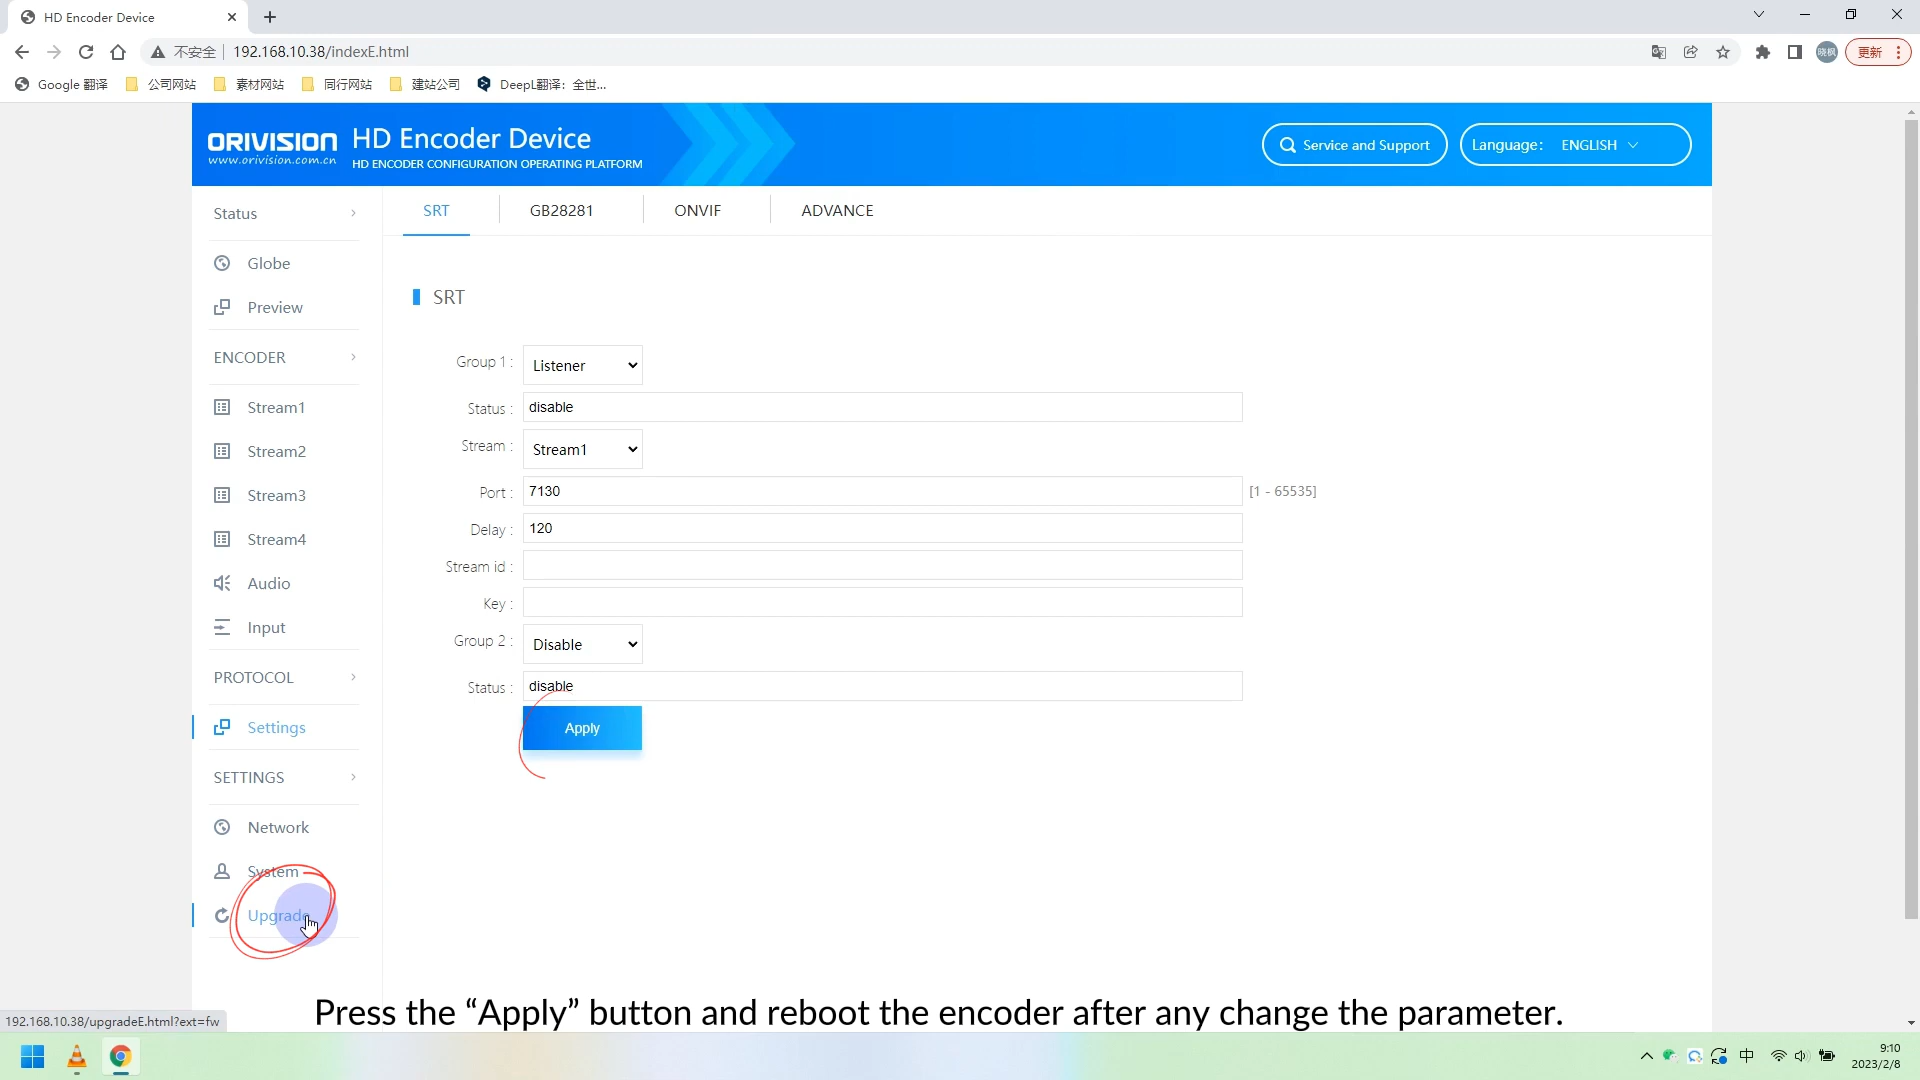 HD Encoder Device
不安全
192.168.10.38/indexE.html
晓枫
更新
Google 翻译
公司网站
素材网站
同行网站
建站公司
DeepL翻译：全世...
ORIVISION
www.orivision.com.cn
HD Encoder Device
HD ENCODER CONFIGURATION OPERATING PLATFORM
Service and Support
Language： ENGLISH
Status
Globe
Preview
ENCODER
Stream1
Stream2
Stream3
Stream4
Audio
Input
PROTOCOL
Settings
SETTINGS
Network
System
Upgrade
SRT
GB28281
ONVIF
ADVANCE
SRT
Group 1 : Listener
Status : disable
Stream : Stream1
Port : 7130 [1 - 65535]
Delay : 120
Stream id :
Key :
Group 2 : Disable
Status : disable
Apply
Press the “Apply” button and reboot the encoder after any change the parameter.
192.168.10.38/upgradeE.html?ext=fw
中
9:10
2023/2/8